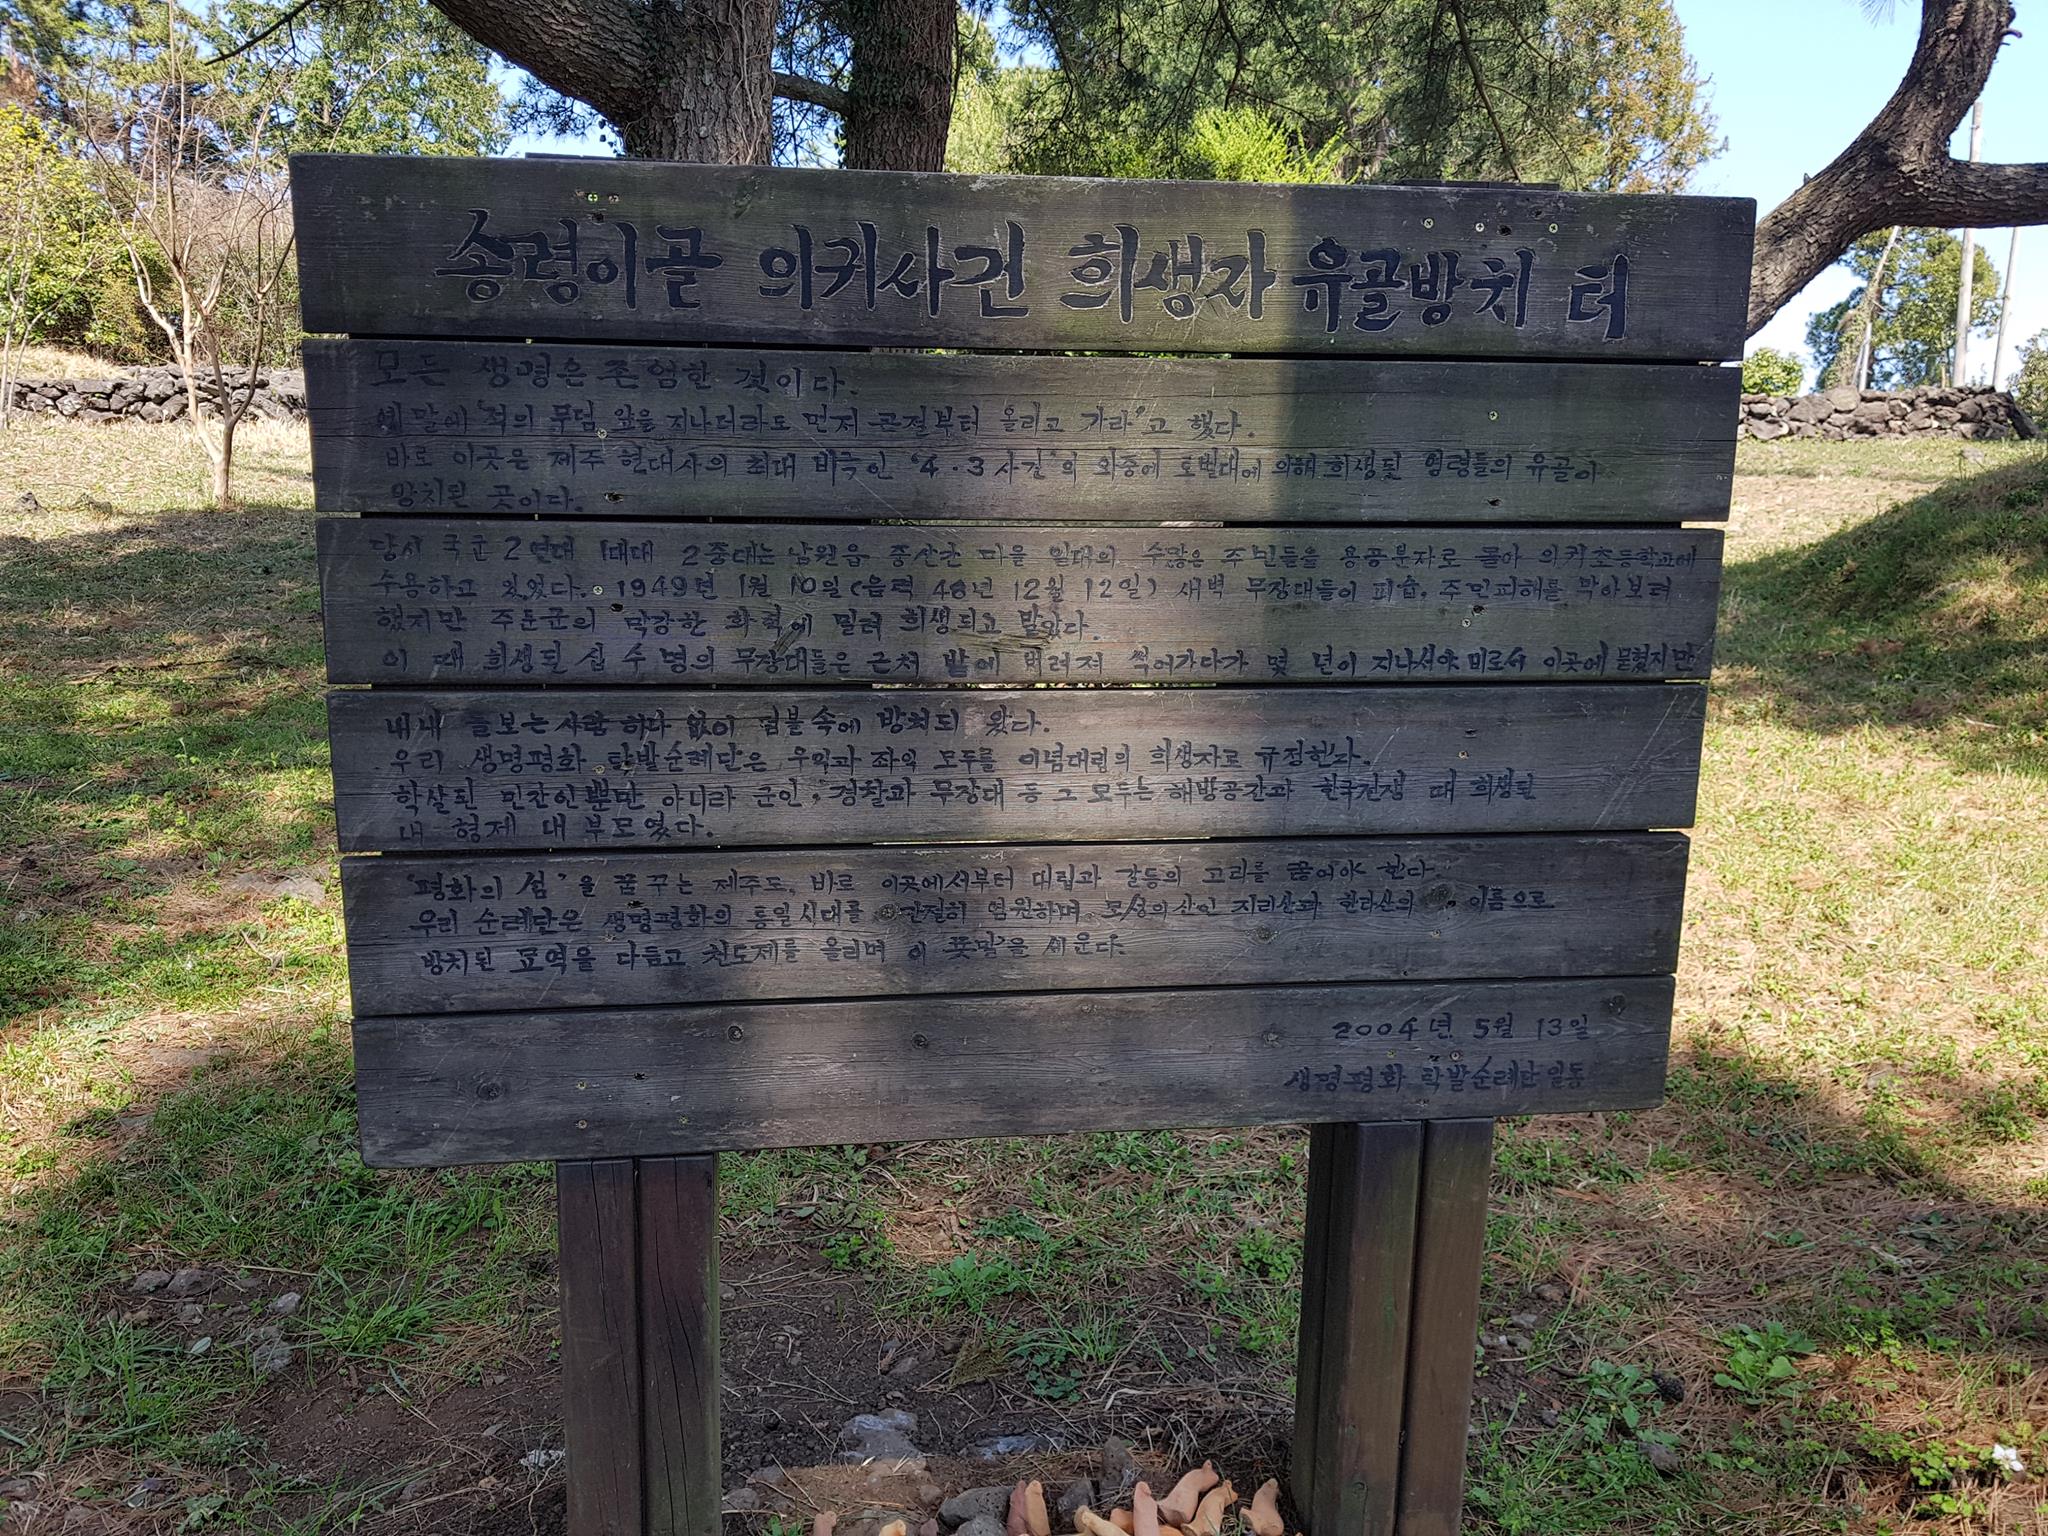 송령이골 의귀사건 희생자 유골방치 터
모든 생명은 존엄한 것이다.
옛말에 '적의 무덤 앞을 지나더라도 먼저 큰절부터 올리고 가라'고 했다.
바로 이곳은 제주 현대사의 최대 비극인 '4·3사건'의 와중에 토벌대에 의해 희생된 영령들의 유골이
방치된 곳이다.
당시 국군 2연대 1대대 2중대는 남원읍 중산간 마을 일대의 수많은 주민들을 용공분자로 몰아 의귀초등학교에
수용하고 있었다. 1949년 1월 10일(음력 48년 12월 12일) 새벽 무장대들이 피습, 주민피해를 막아보려
했지만 주둔군의 막강한 화력에 밀려 희생되고 말았다.
이 때 희생된 십 수 명의 무장대들은 근처 밭에 버려져 썩어가다가 몇 년이 지나서야 비로서 이곳에 묻혔지만
내내 돌보는 사람 하나 없이 덤불 속에 방치되 왔다.
우리 생명평화 탁발순례단은 우익과 좌익 모두를 이념대립의 희생자로 규정한다.
학살된 민간인뿐만 아니라 군인, 경찰과 무장대 등 그 모두는 해방공간과 한국전쟁 때 희생된
내 형제 내 부모였다.
'평화의 섬'을 꿈꾸는 제주도, 바로 이곳에서부터 대립과 갈등의 고리를 끊어야 한다.
우리 순례단은 생명평화의 통일시대를 간절히 염원하며 모성의 산인 지리산과 한라산의 이름으로
방치된 묘역을 다듬고 천도제를 올리며 이 푯말을 세운다.
2004년 5월 13일
생명평화 탁발순례단 일동